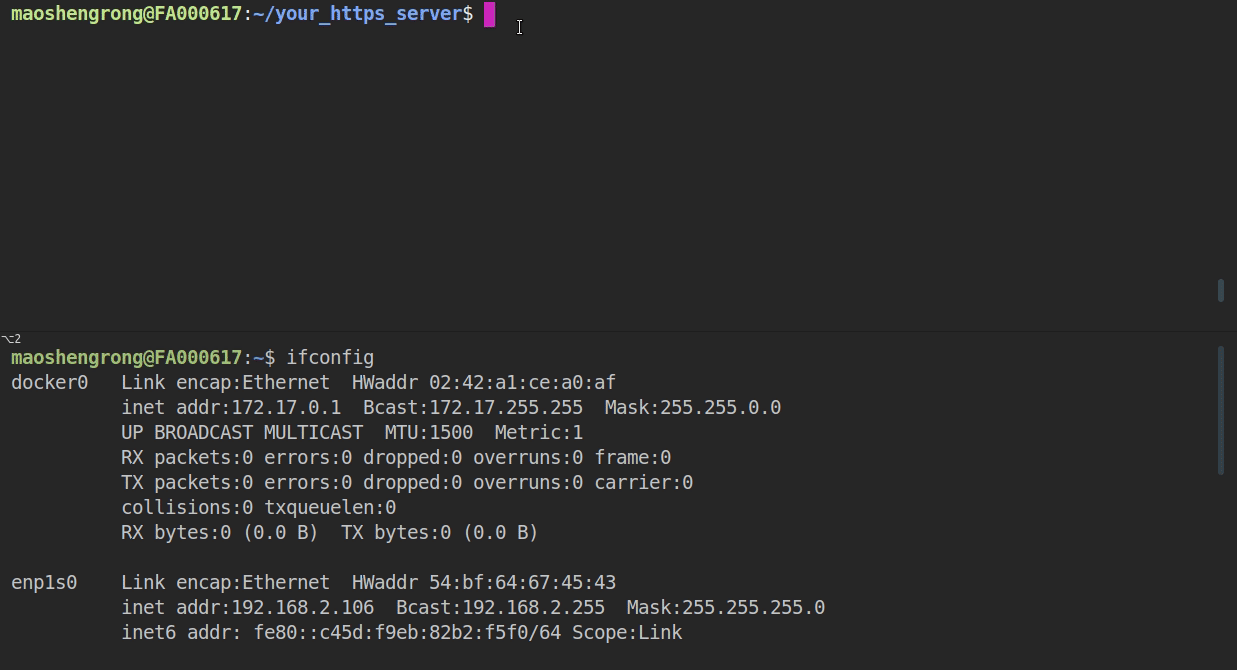 maoshengrong@FA000617:~/your_https_server$
⌥2
maoshengrong@FA000617:~$ ifconfig
docker0   Link encap:Ethernet  HWaddr 02:42:a1:ce:a0:af
          inet addr:172.17.0.1  Bcast:172.17.255.255  Mask:255.255.0.0
          UP BROADCAST MULTICAST  MTU:1500  Metric:1
          RX packets:0 errors:0 dropped:0 overruns:0 frame:0
          TX packets:0 errors:0 dropped:0 overruns:0 carrier:0
          collisions:0 txqueuelen:0
          RX bytes:0 (0.0 B)  TX bytes:0 (0.0 B)
enp1s0    Link encap:Ethernet  HWaddr 54:bf:64:67:45:43
          inet addr:192.168.2.106  Bcast:192.168.2.255  Mask:255.255.255.0
          inet6 addr: fe80::c45d:f9eb:82b2:f5f0/64 Scope:Link